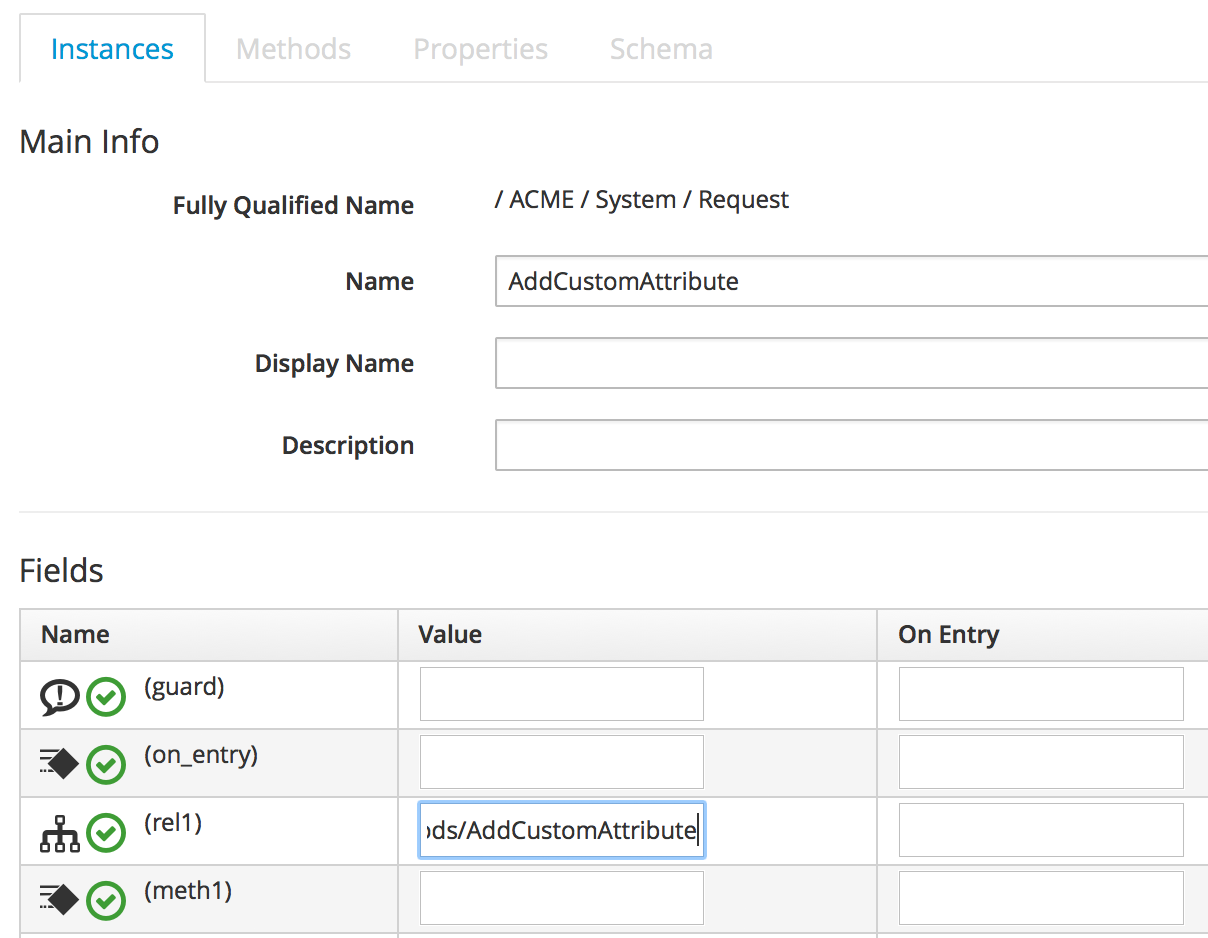 Instances Methods Properties Schema
Main Info
Fully Qualified Name / ACME / System / Request
Name AddCustomAttribute
Display Name
Description
Fields
Name Value On Entry
(guard)
(on_entry)
(rel1) ods/AddCustomAttribute
(meth1)